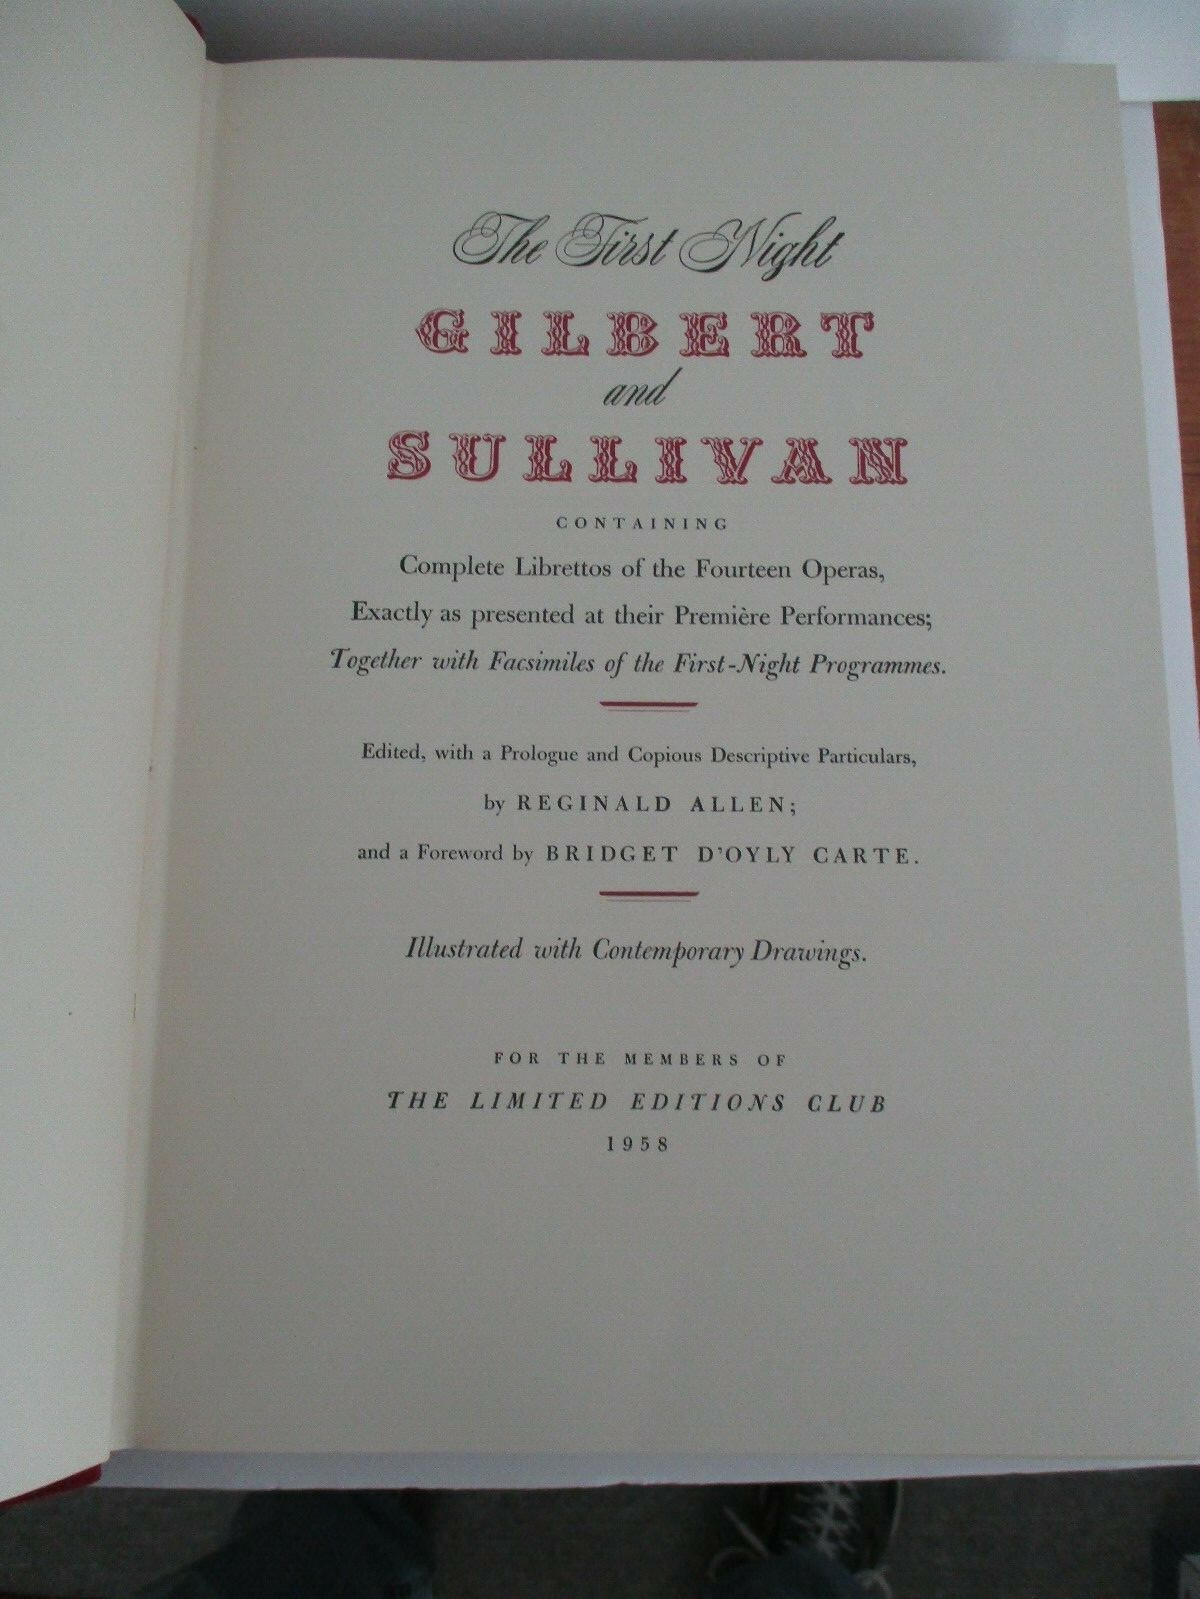 The First Night
GILBERT
and
SULLIVAN
CONTAINING
Complete Librettos of the Fourteen Operas,
Exactly as presented at their Première Performances;
Together with Facsimiles of the First-Night Programmes.
Edited, with a Prologue and Copious Descriptive Particulars,
by REGINALD ALLEN;
and a Foreword by BRIDGET D'OYLY CARTE.
Illustrated with Contemporary Drawings.
FOR THE MEMBERS OF
THE LIMITED EDITIONS CLUB
1958